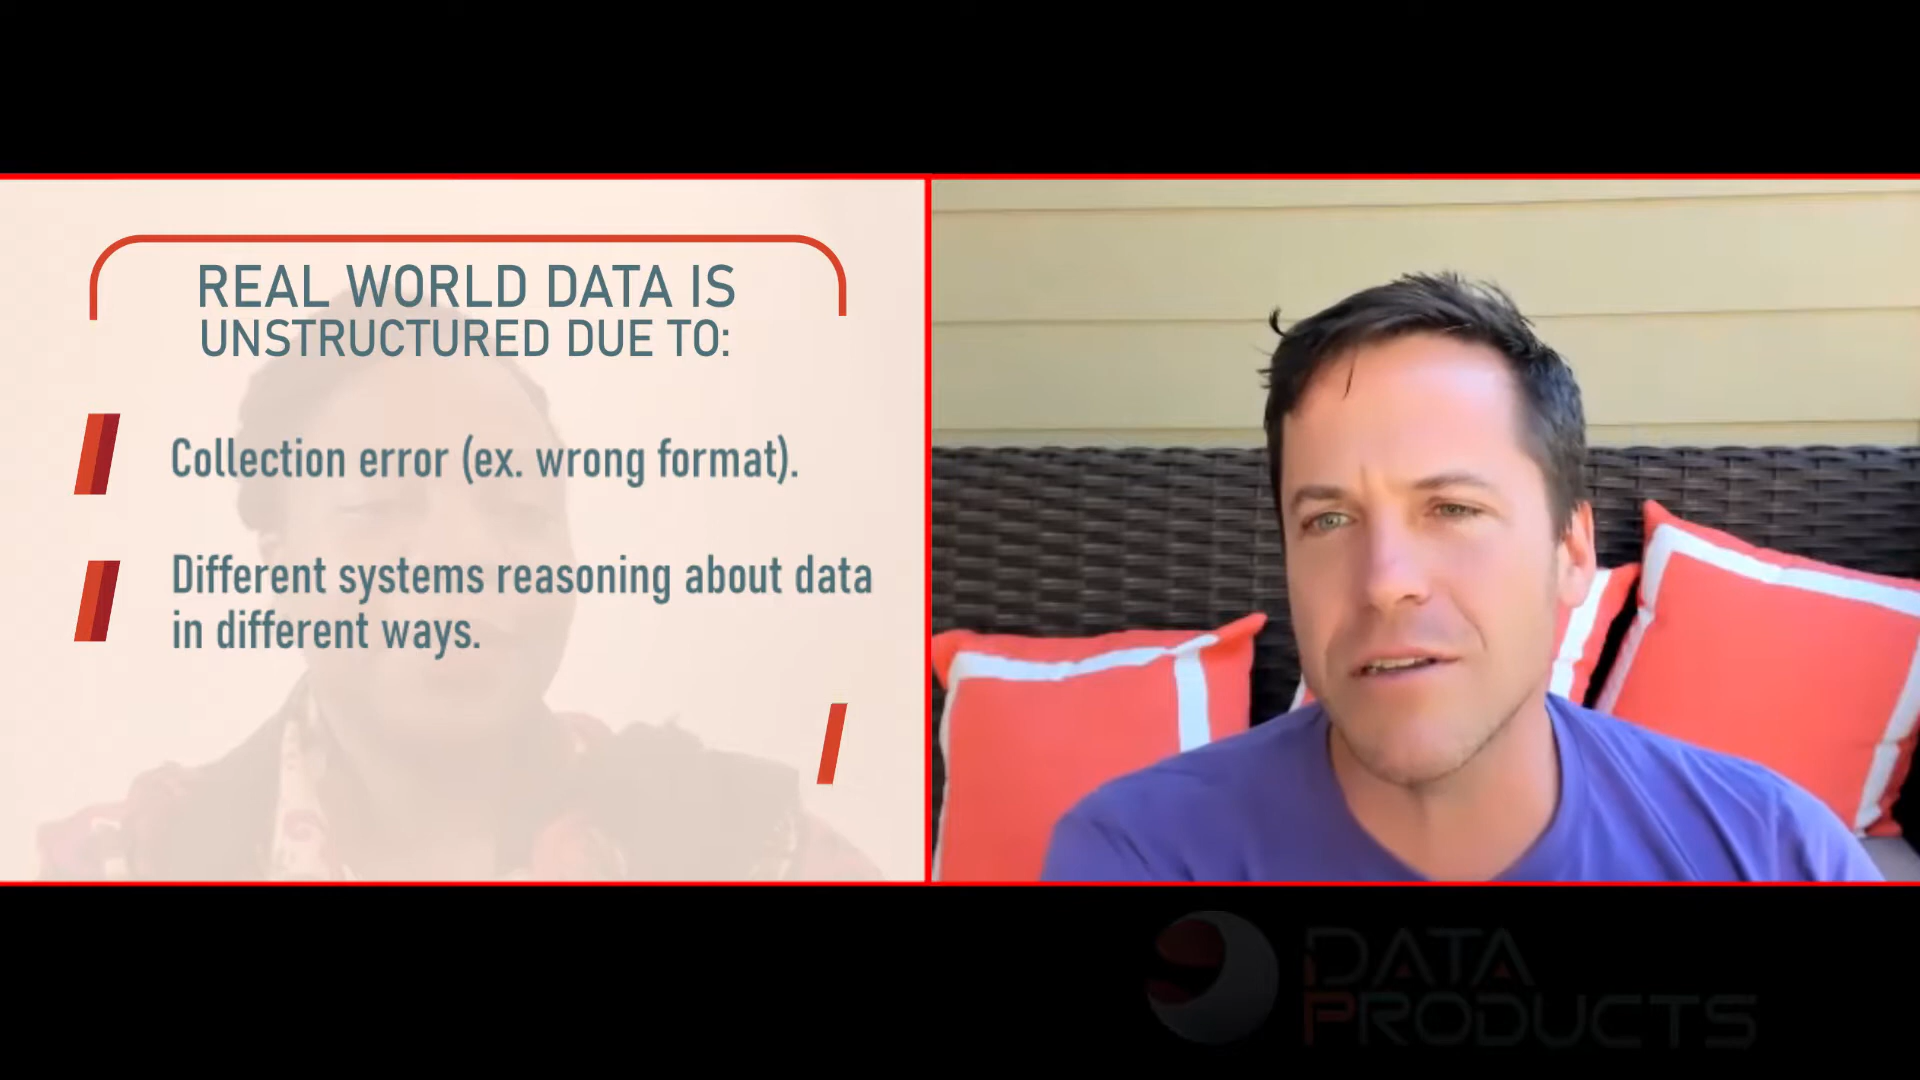 REAL WORLD DATA IS
UNSTRUCTURED DUE TO:
Collection error (ex. wrong format).
Different systems reasoning about data
in different ways.
DATA
PRODUCTS